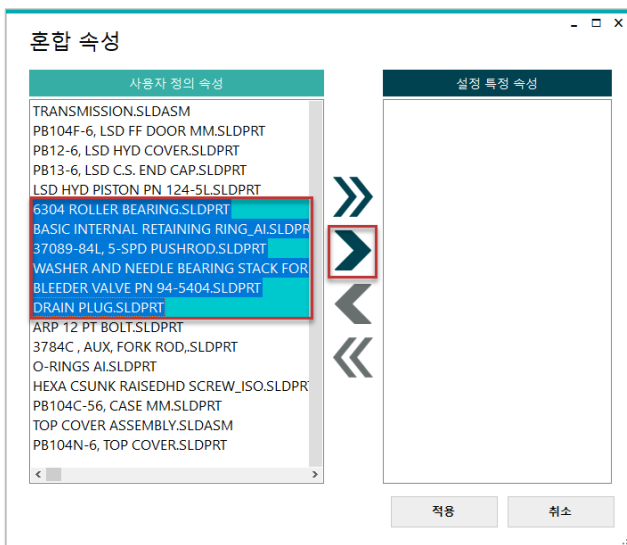 혼합 속성
사용자 정의 속성
TRANSMISSION.SLDASM
PB104F-6, LSD FF DOOR MM.SLDPRT
PB12-6, LSD HYD COVER.SLDPRT
PB13-6, LSD C.S. END CAP.SLDPRT
LSD HYD PISTON PN 124-5L.SLDPRT
6304 ROLLER BEARING.SLDPRT
BASIC INTERNAL RETAINING RING_AI.SLDPR
37089-84L, 5-SPD PUSHROD.SLDPRT
WASHER AND NEEDLE BEARING STACK FOR
BLEEDER VALVE PN 94-5404.SLDPRT
DRAIN PLUG.SLDPRT
ARP 12 PT BOLT.SLDPRT
3784C , AUX, FORK ROD,.SLDPRT
O-RINGS AI.SLDPRT
HEXA CSUNK RAISEDHD SCREW_ISO.SLDPR
PB104C-56, CASE MM.SLDPRT
TOP COVER ASSEMBLY.SLDASM
PB104N-6, TOP COVER.SLDPRT
설정 특정 속성
적용
취소